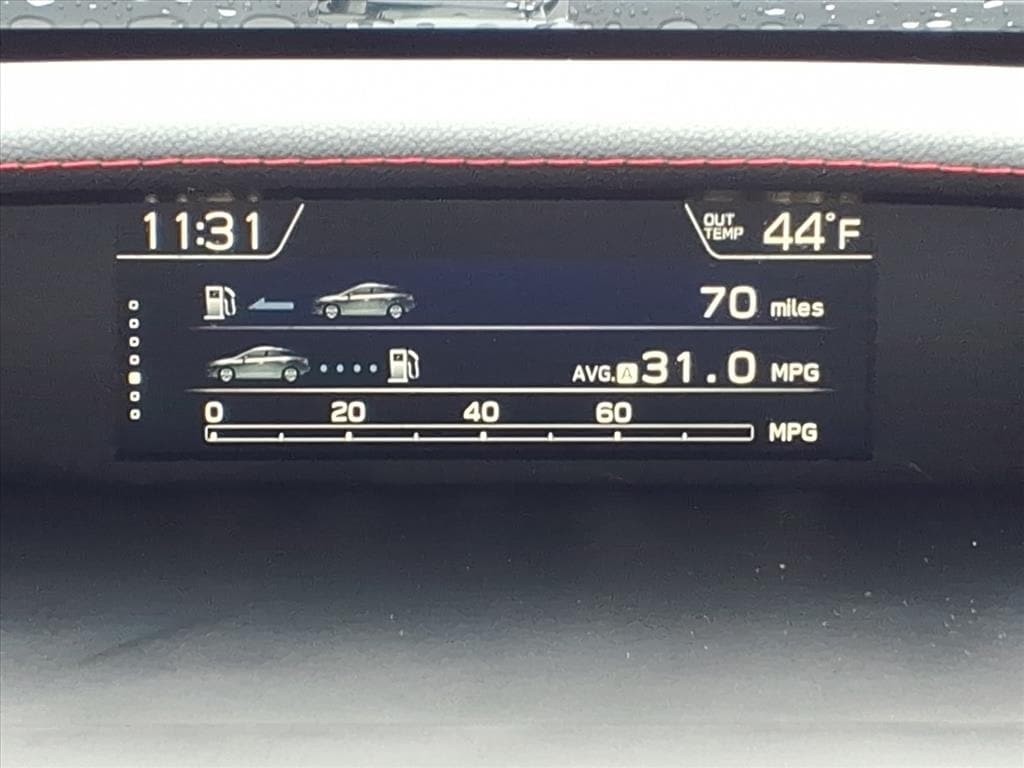 11:31
OUT TEMP 44°F
70 miles
AVG. A 31.0 MPG
0 20 40 60
MPG